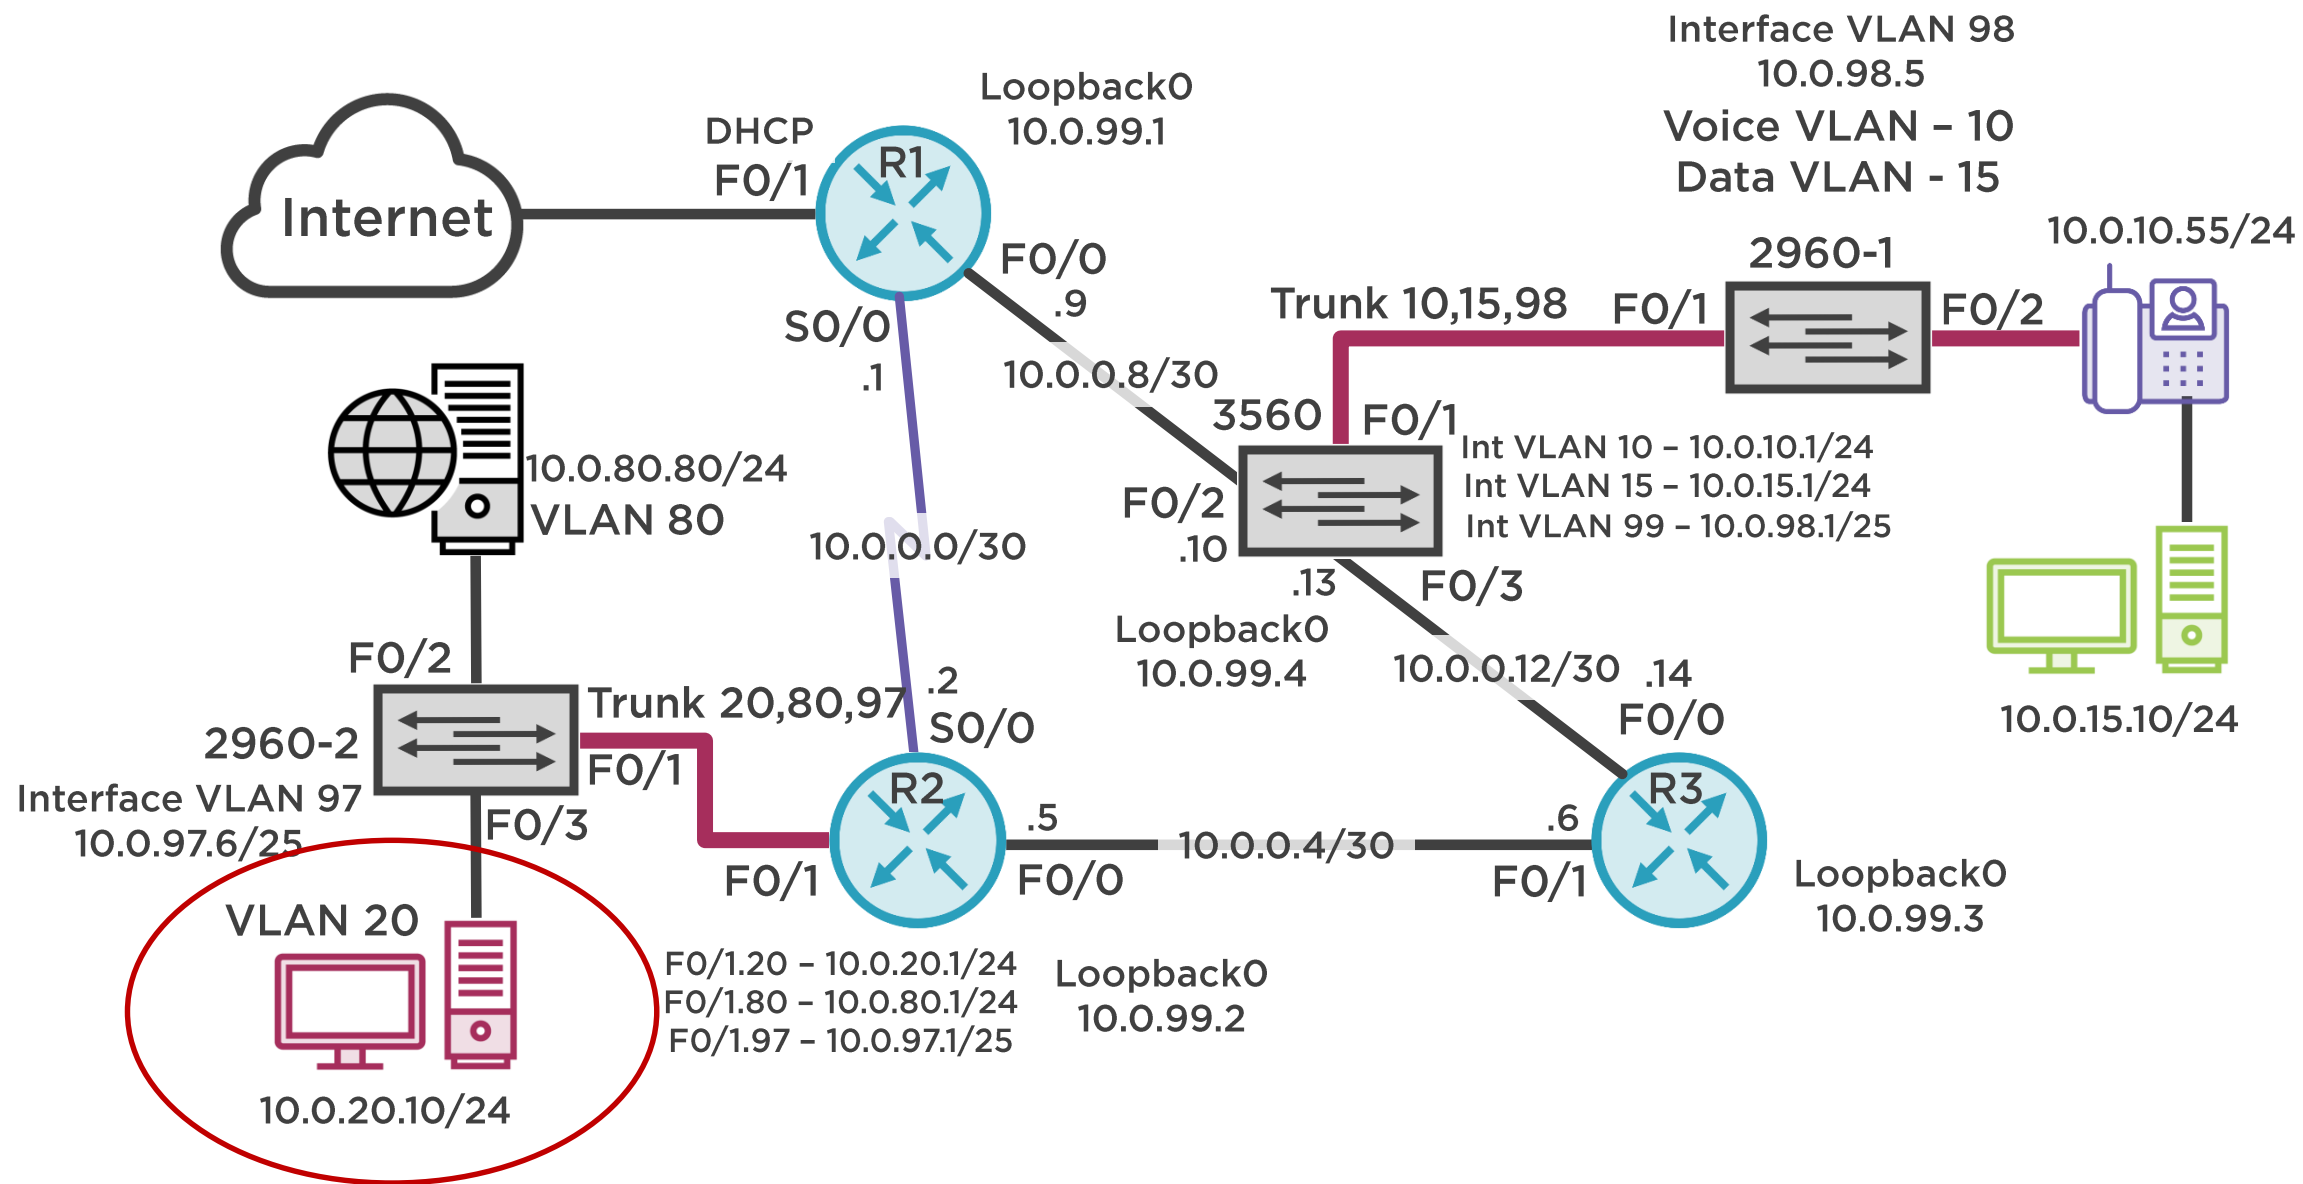 Interface VLAN 98
10.0.98.5
Voice VLAN – 10
Data VLAN - 15
Loopback0
10.0.99.1
DHCP
F0/1
R1
Internet
F0/0
.9
S0/0
.1
10.0.0.8/30
10.0.10.55/24
2960-1
Trunk 10,15,98
F0/1
F0/2
3560
F0/1
Int VLAN 10 – 10.0.10.1/24
Int VLAN 15 – 10.0.15.1/24
Int VLAN 99 – 10.0.98.1/25
F0/2
.10
.13
F0/3
Loopback0
10.0.99.4
10.0.80.80/24
VLAN 80
10.0.0.0/30
10.0.0.12/30
.14
F0/0
10.0.15.10/24
F0/2
Trunk 20,80,97
.2
S0/0
2960-2
F0/1
Interface VLAN 97
10.0.97.6/25
F0/3
R2
R3
.5
10.0.0.4/30
.6
F0/1
F0/0
F0/1
Loopback0
10.0.99.3
VLAN 20
F0/1.20 – 10.0.20.1/24
F0/1.80 – 10.0.80.1/24
F0/1.97 – 10.0.97.1/25
Loopback0
10.0.99.2
10.0.20.10/24